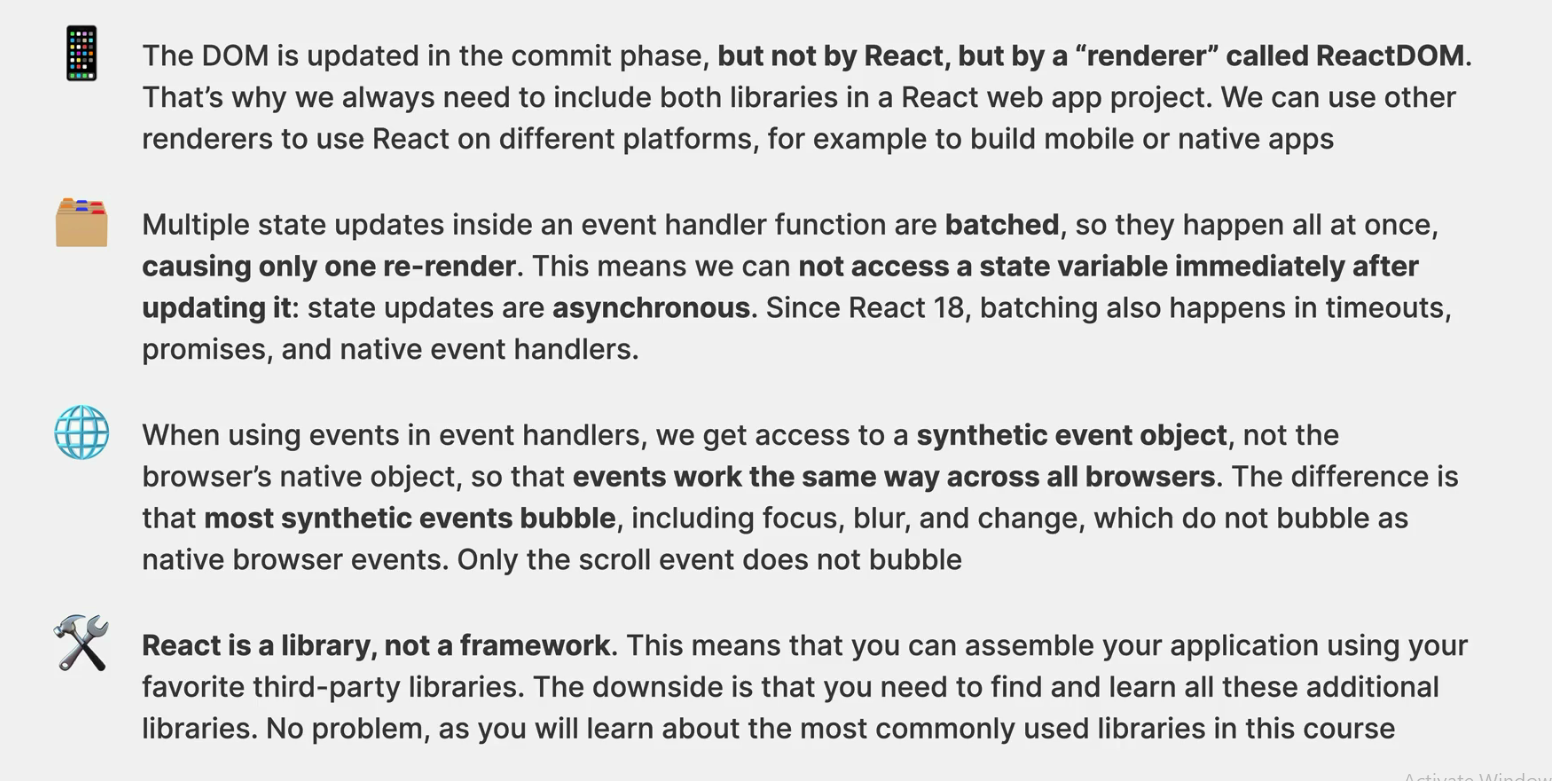 The DOM is updated in the commit phase, but not by React, but by a “renderer” called ReactDOM.
That’s why we always need to include both libraries in a React web app project. We can use other
renderers to use React on different platforms, for example to build mobile or native apps
Multiple state updates inside an event handler function are batched, so they happen all at once,
causing only one re-render. This means we can not access a state variable immediately after
updating it: state updates are asynchronous. Since React 18, batching also happens in timeouts,
promises, and native event handlers.
When using events in event handlers, we get access to a synthetic event object, not the
browser’s native object, so that events work the same way across all browsers. The difference is
that most synthetic events bubble, including focus, blur, and change, which do not bubble as
native browser events. Only the scroll event does not bubble
React is a library, not a framework. This means that you can assemble your application using your
favorite third-party libraries. The downside is that you need to find and learn all these additional
libraries. No problem, as you will learn about the most commonly used libraries in this course